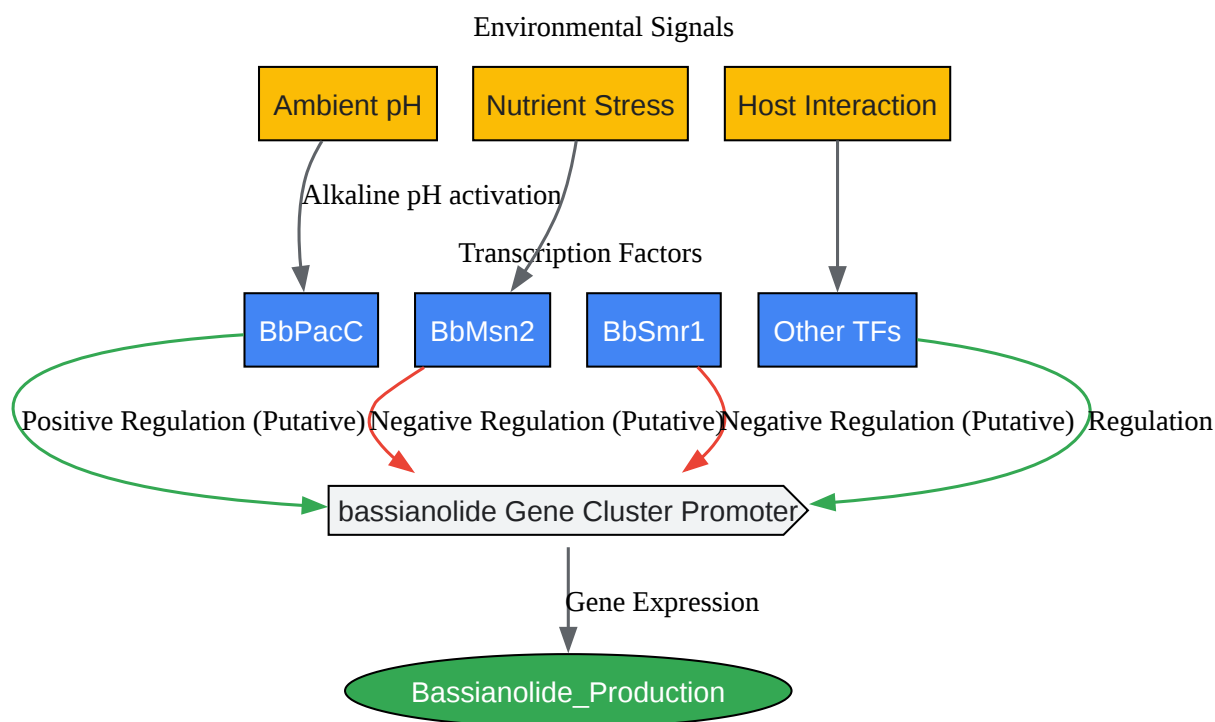 Environmental Signals
Ambient pH
Nutrient Stress
Host Interaction
Alkaline pH activation
Transcription Factors
BbPacC
BbMsn2
BbSmr1
Other TFs
Positive Regulation (Putative)
Negative Regulation (Putative)
Negative Regulation (Putative)
Regulation
bassianolide Gene Cluster Promoter
Gene Expression
Bassianolide_Production